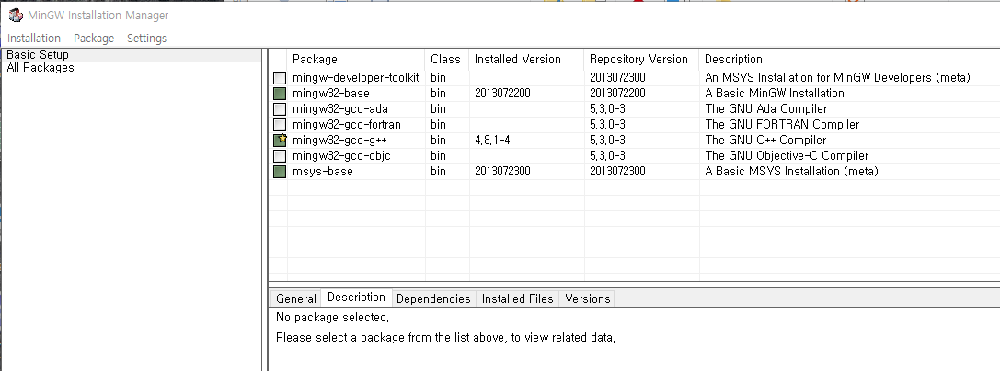 MinGW Installation Manager
Installation Package Settings
Basic Setup
All Packages
Package Class Installed Version Repository Version Description
mingw-developer-toolkit bin 2013072300 An MSYS Installation for MinGW Developers (meta)
mingw32-base bin 2013072200 2013072200 A Basic MinGW Installation
mingw32-gcc-ada bin 5.3.0-3 The GNU Ada Compiler
mingw32-gcc-fortran bin 5.3.0-3 The GNU FORTRAN Compiler
mingw32-gcc-g++ bin 4.8.1-4 5.3.0-3 The GNU C++ Compiler
mingw32-gcc-objc bin 5.3.0-3 The GNU Objective-C Compiler
msys-base bin 2013072300 2013072300 A Basic MSYS Installation (meta)
General Description Dependencies Installed Files Versions
No package selected.
Please select a package from the list above, to view related data.